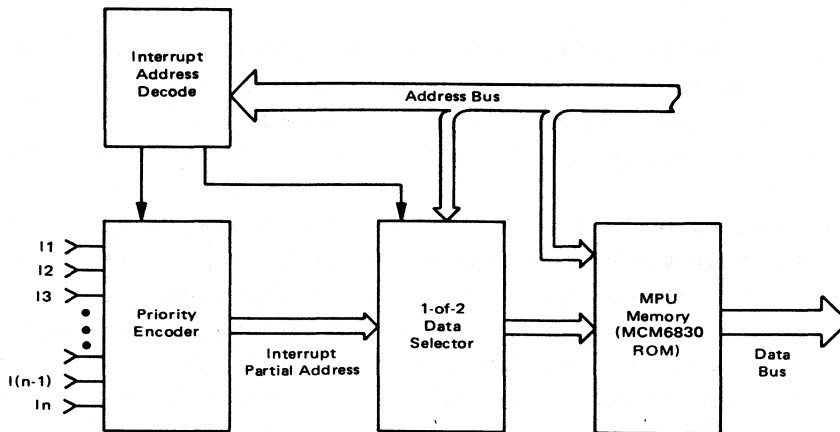 Interrupt
Address
Decode
Address Bus
I1
I2
I3
I(n-1)
In
Priority
Encoder
Interrupt
Partial Address
1-of-2
Data
Selector
MPU
Memory
(MCM6830
ROM)
Data
Bus